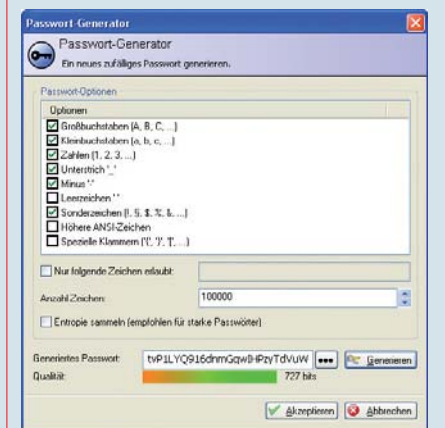 Passwort-Generator
Passwort-Generator
Ein neues zufälliges Passwort generieren.
Passwort-Optionen
Optionen
Großbuchstaben (A, B, C, ...)
Kleinbuchstaben (a, b, c, ...)
Zahlen (1, 2, 3, ...)
Unterstrich '_'
Minus '-'
Leerzeichen ' '
Sonderzeichen (!, §, $, %, &, ...)
Höhere ANSI-Zeichen
Spezielle Klammern
Nur folgende Zeichen erlaubt:
Anzahl Zeichen: 100000
Entropie sammeln (empfohlen für starke Passwörter)
Generiertes Passwort: ••• Generieren
Qualität: 727 bits
Akzeptieren Abbrechen